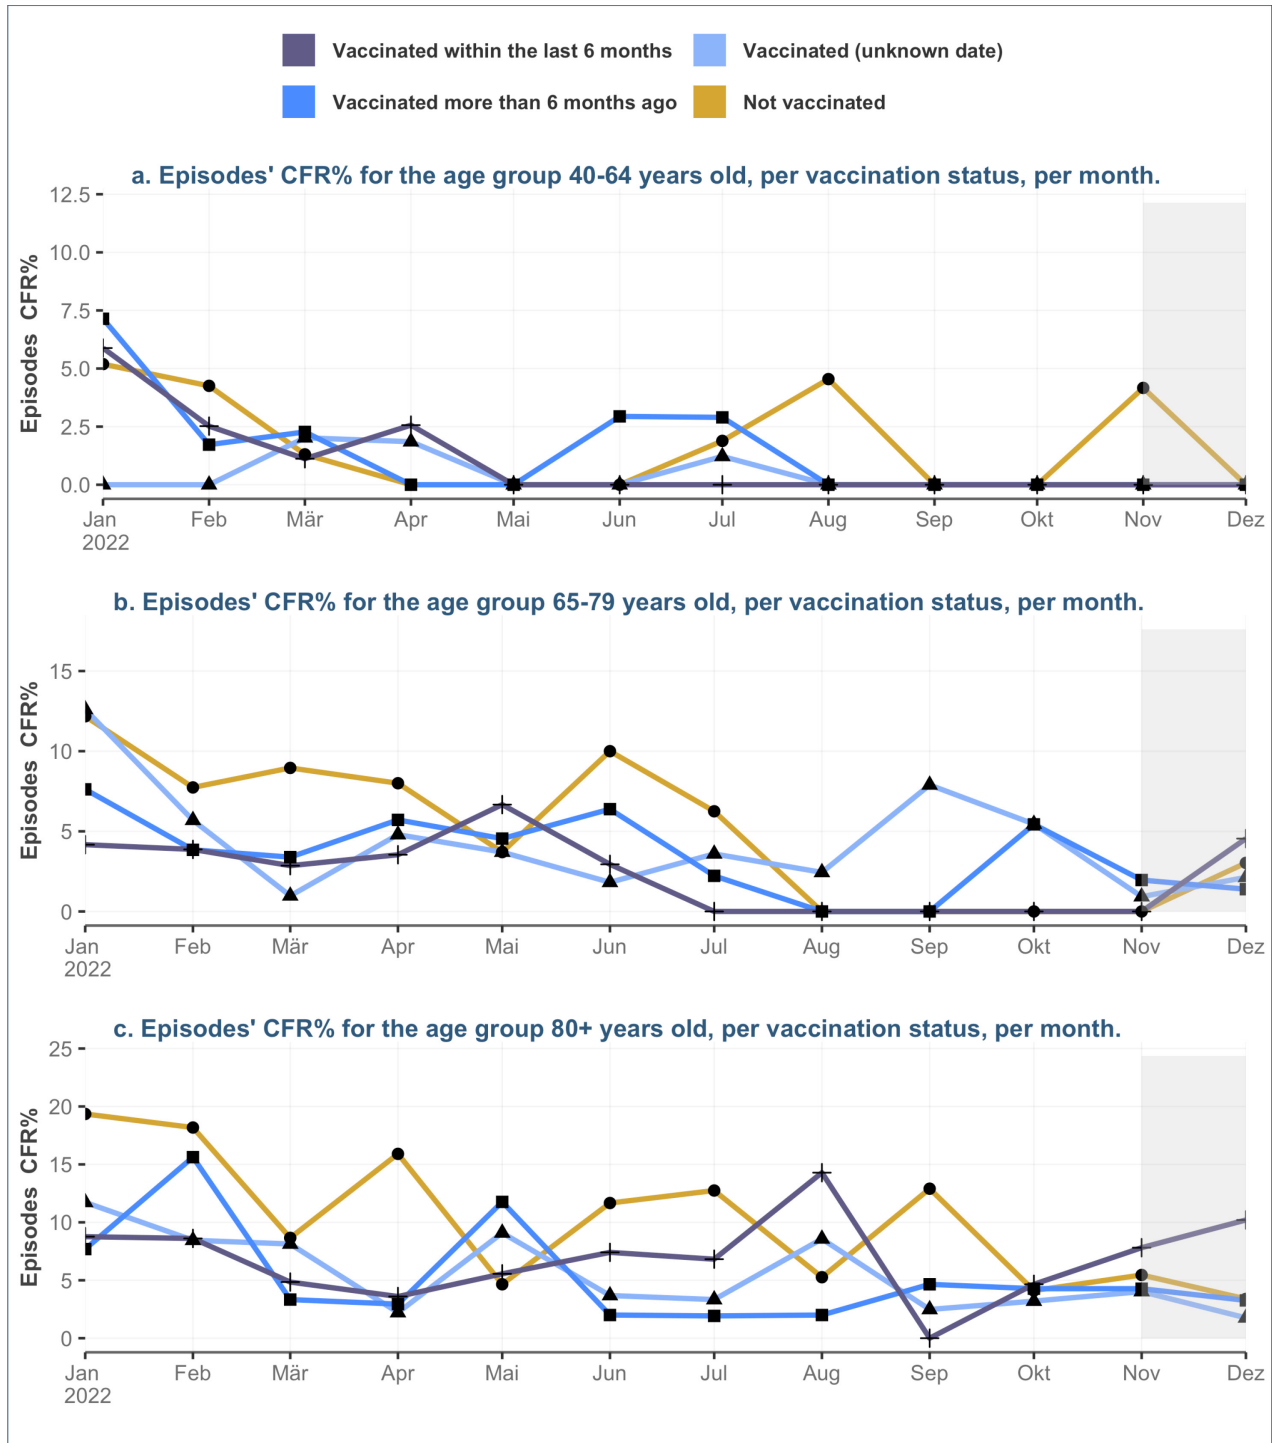 Vaccinated within the last 6 months
Vaccinated (unknown date)
Vaccinated more than 6 months ago
Not vaccinated
a. Episodes' CFR% for the age group 40-64 years old, per vaccination status, per month.
Episodes CFR%
12.5
10.0
7.5
5.0
2.5
0.0
Jan Feb Mär Apr Mai Jun Jul Aug Sep Okt Nov Dez
2022
b. Episodes' CFR% for the age group 65-79 years old, per vaccination status, per month.
Episodes CFR%
15
10
5
0
Jan Feb Mär Apr Mai Jun Jul Aug Sep Okt Nov Dez
2022
c. Episodes' CFR% for the age group 80+ years old, per vaccination status, per month.
Episodes CFR%
25
20
15
10
5
0
Jan Feb Mär Apr Mai Jun Jul Aug Sep Okt Nov Dez
2022